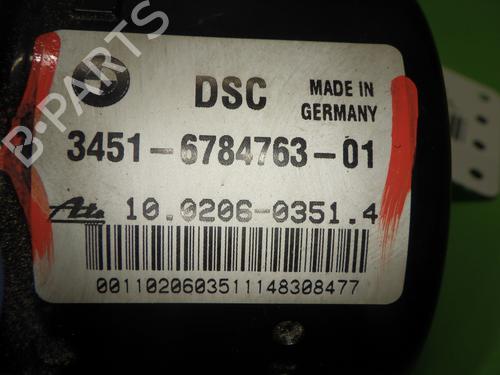 B-PARTS
DSC
MADE IN
GERMANY
3451-6784763-01
Ate 10.0206-0351.4
00110206035111148308477